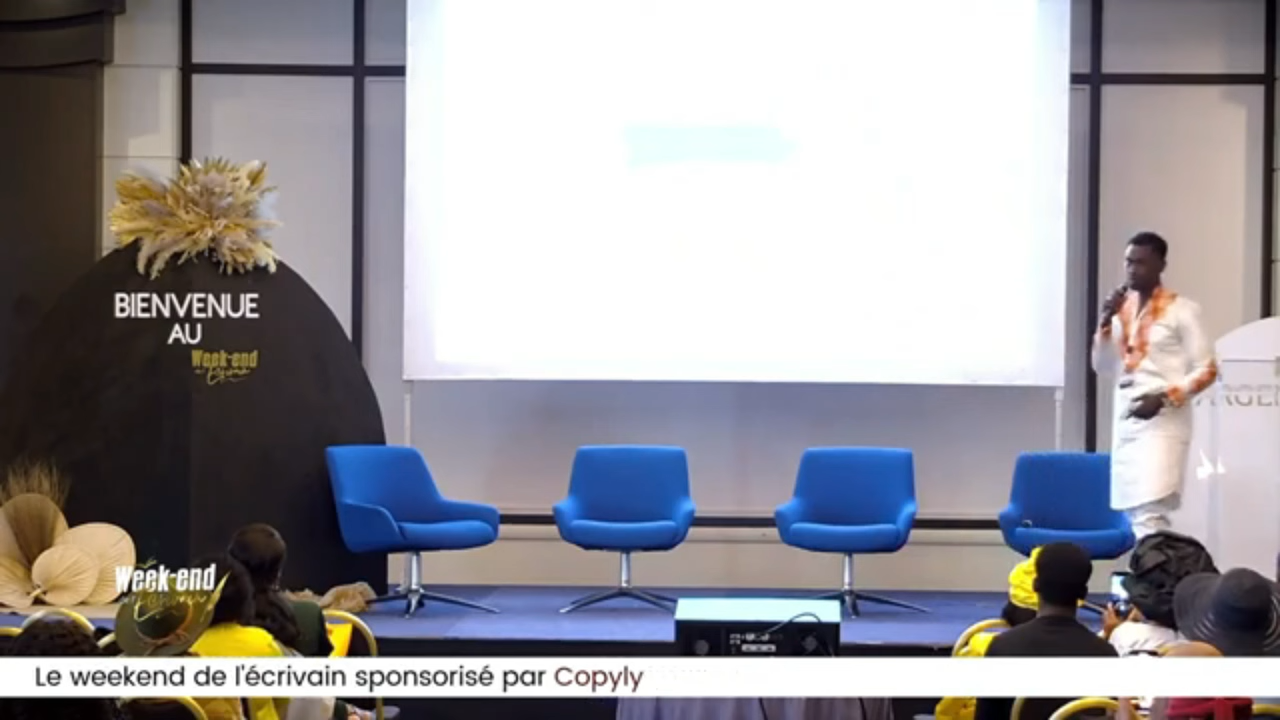 BIENVENUE
AU
Week-end
Week-end
Le weekend de l'écrivain sponsorisé par Copyly